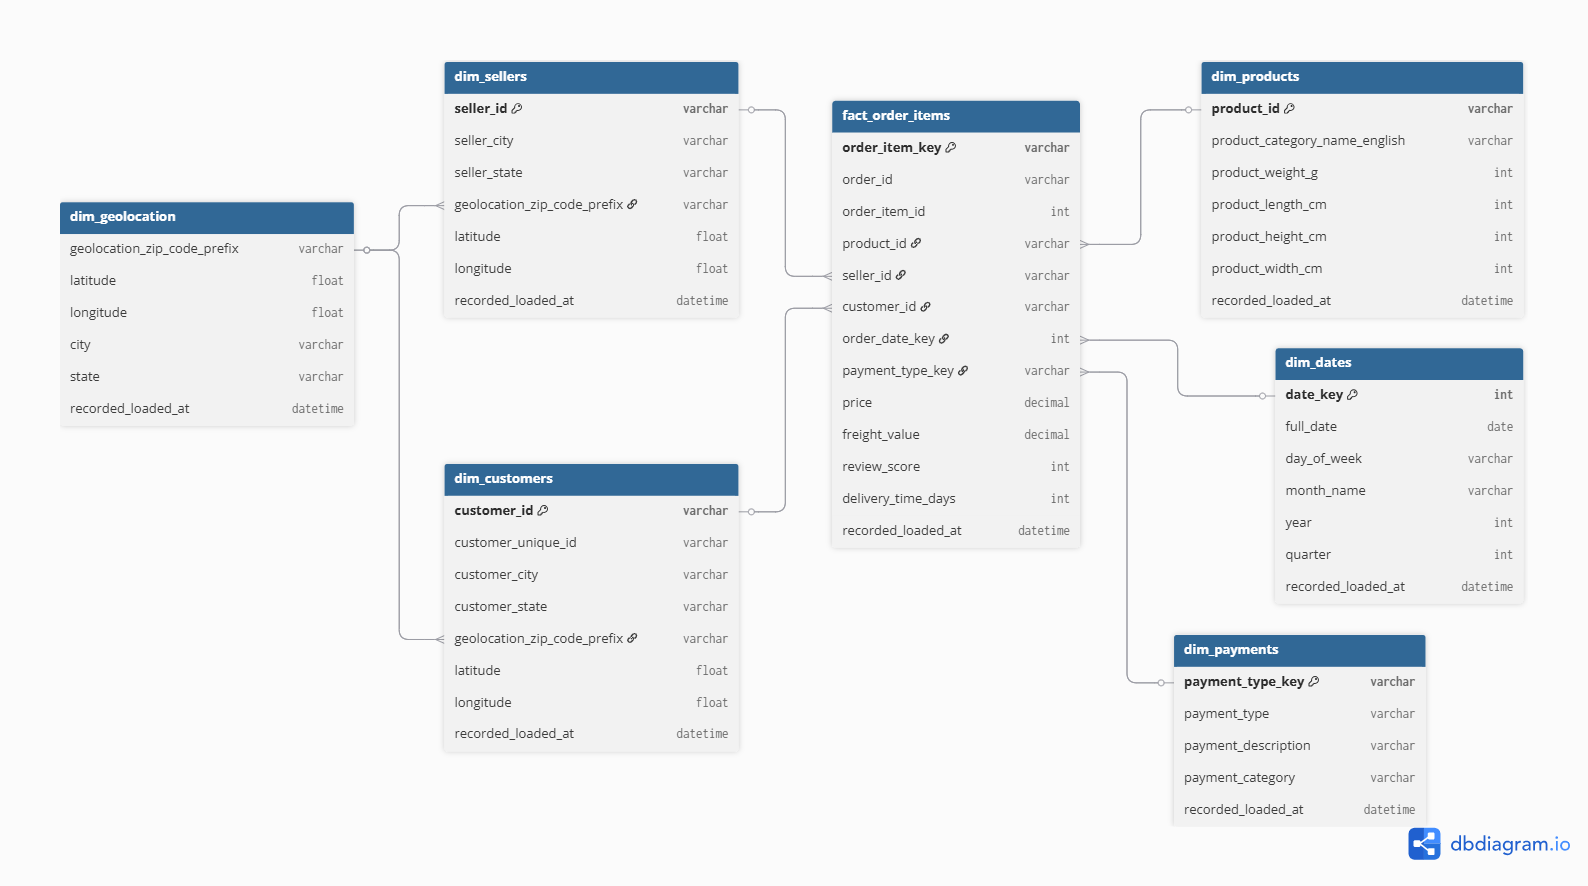 dim_geolocation
geolocation_zip_code_prefix varchar
latitude float
longitude float
city varchar
state varchar
recorded_loaded_at datetime
dim_sellers
seller_id varchar
seller_city varchar
seller_state varchar
geolocation_zip_code_prefix varchar
latitude float
longitude float
recorded_loaded_at datetime
dim_customers
customer_id varchar
customer_unique_id varchar
customer_city varchar
customer_state varchar
geolocation_zip_code_prefix varchar
latitude float
longitude float
recorded_loaded_at datetime
fact_order_items
order_item_key varchar
order_id varchar
order_item_id int
product_id varchar
seller_id varchar
customer_id varchar
order_date_key int
payment_type_key varchar
price decimal
freight_value decimal
review_score int
delivery_time_days int
recorded_loaded_at datetime
dim_products
product_id varchar
product_category_name_english varchar
product_weight_g int
product_length_cm int
product_height_cm int
product_width_cm int
recorded_loaded_at datetime
dim_dates
date_key int
full_date date
day_of_week varchar
month_name varchar
year int
quarter int
recorded_loaded_at datetime
dim_payments
payment_type_key varchar
payment_type varchar
payment_description varchar
payment_category varchar
recorded_loaded_at datetime
dbdiagram.io